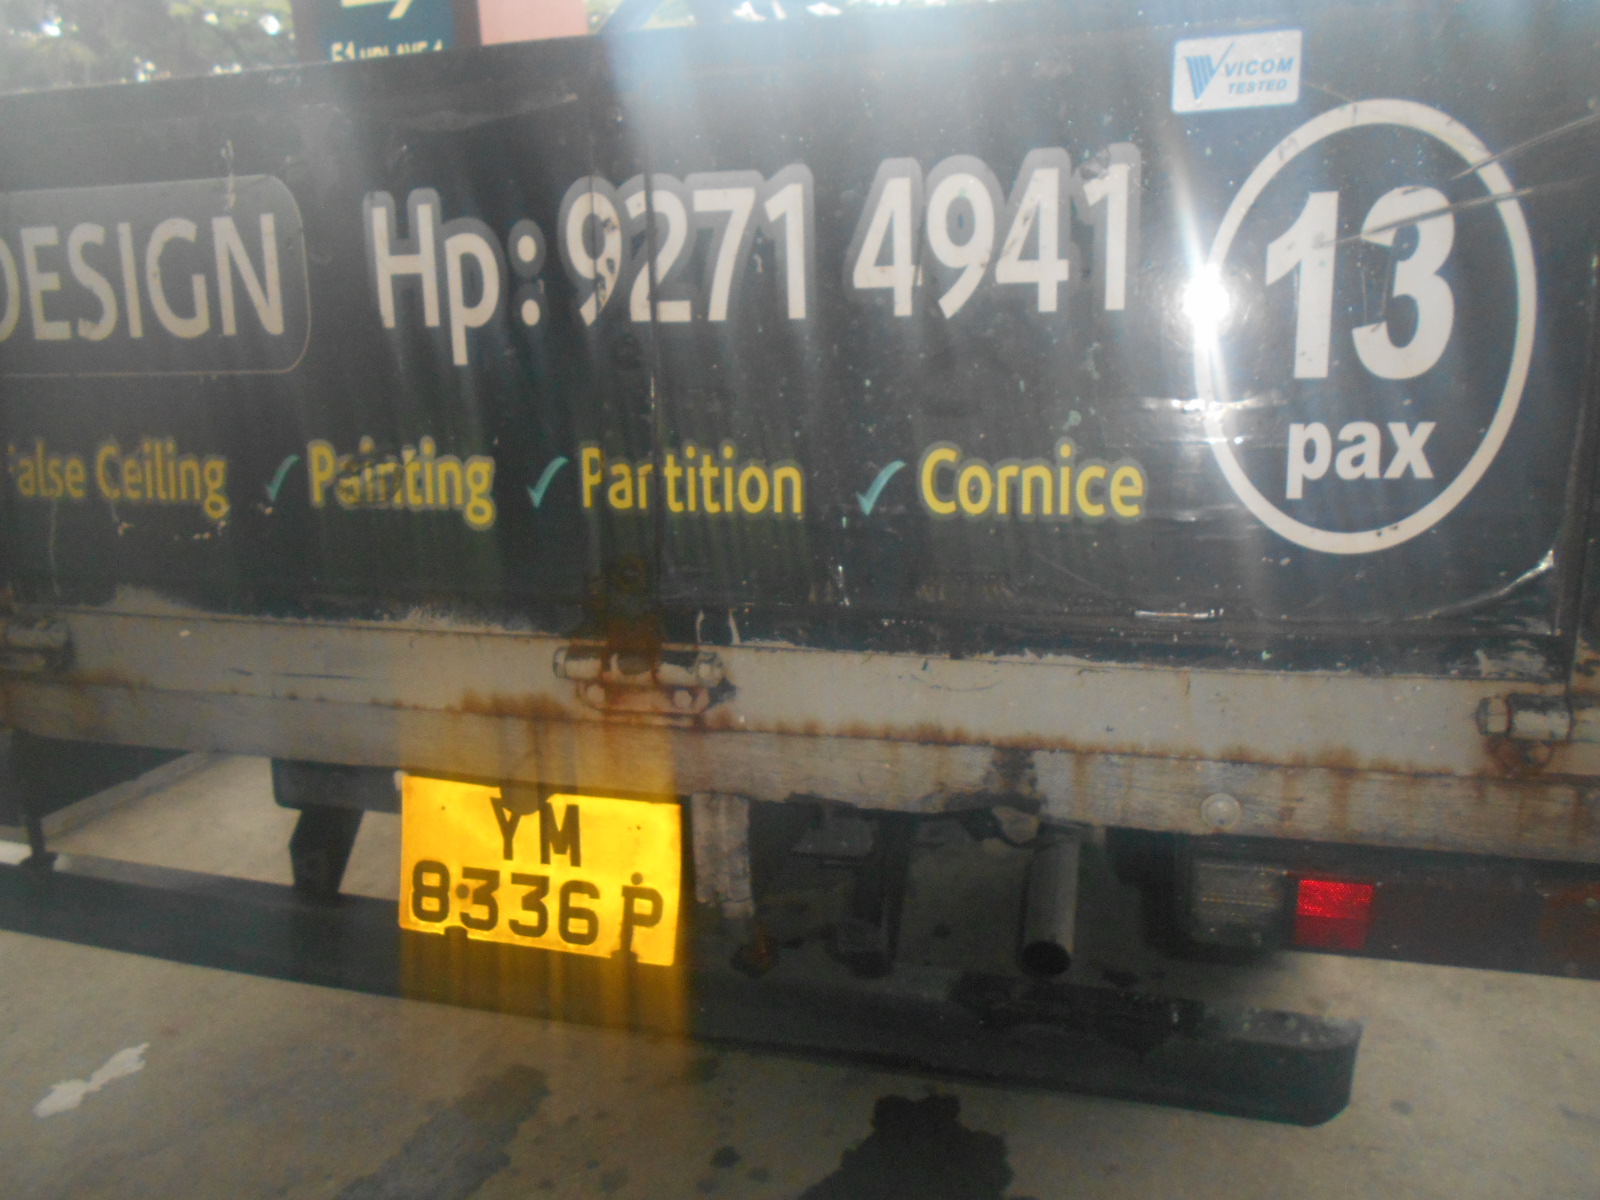 VICOM
TESTED
DESIGN
Hp: 9271 4941
13
pax
alse Ceiling ✓ Painting ✓ Partition ✓ Cornice
YM
8336 P